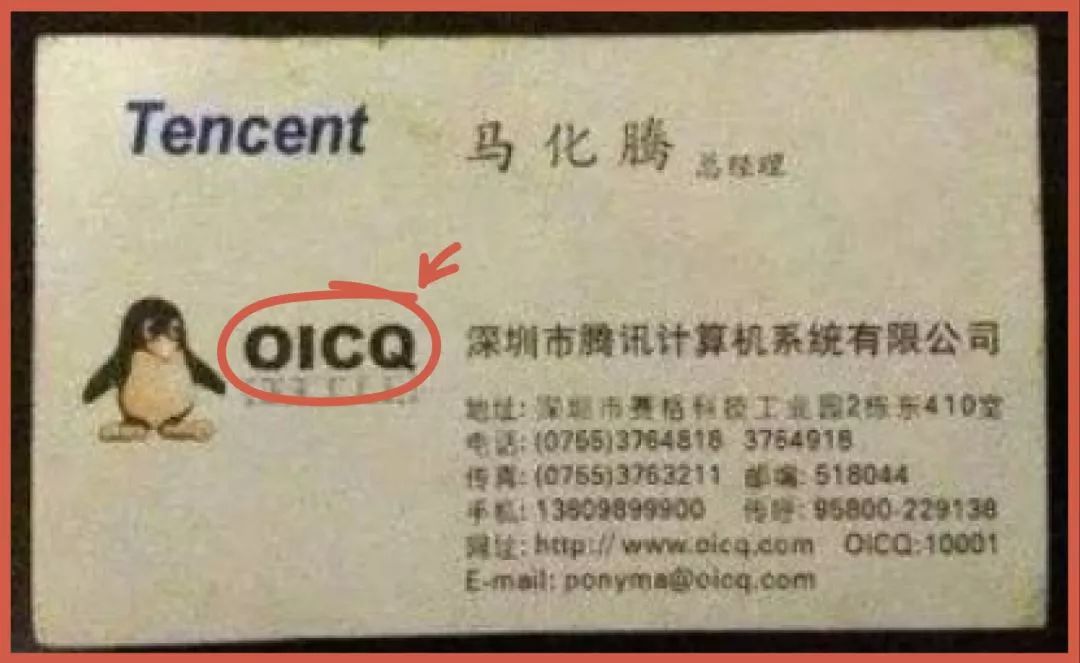 Tencent
马化腾 总经理
OICQ
深圳市腾讯计算机系统有限公司
地址: 深圳市赛格科技工业园2栋东410室
电话: (0755)3764818 3764918
传真: (0755)3763211 邮编: 518044
手机: 13809899900 传呼: 95800-229138
网址: http://www.oicq.com OICQ:10001
E-mail: ponyma@oicq.com